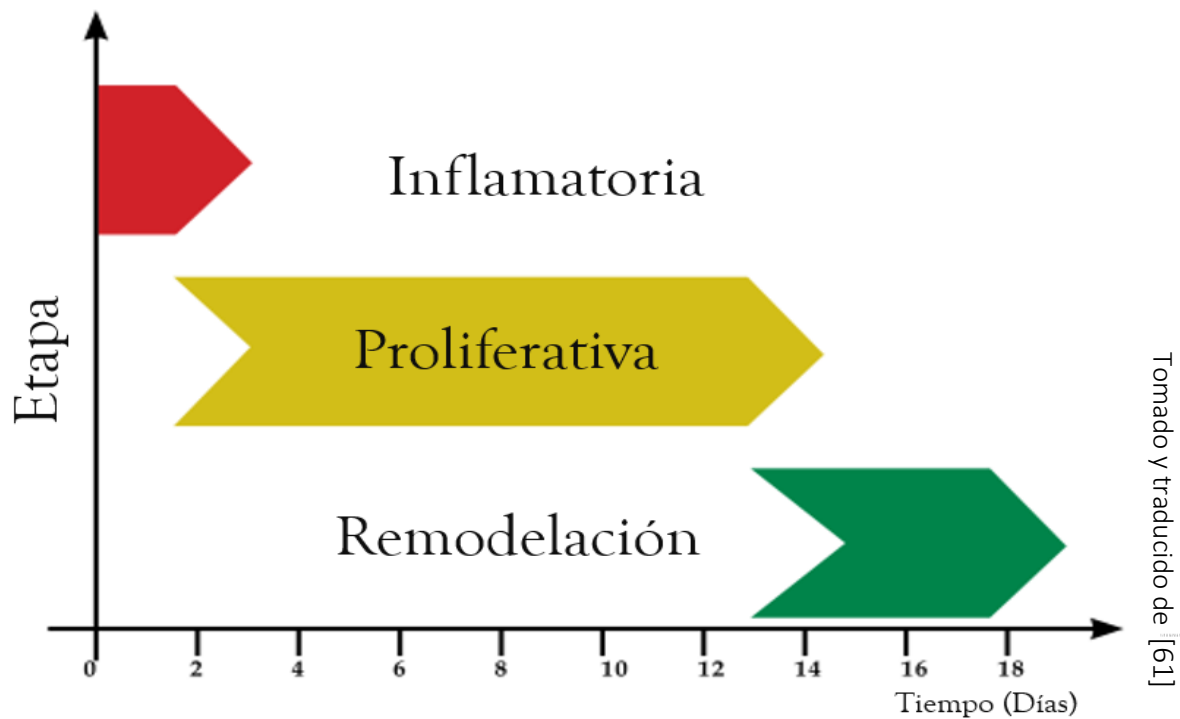 Etapa
Inflamatoria
Proliferativa
Remodelación
0 2 4 6 8 10 12 14 16 18
Tiempo (Días)
Tomado y traducido de [61]